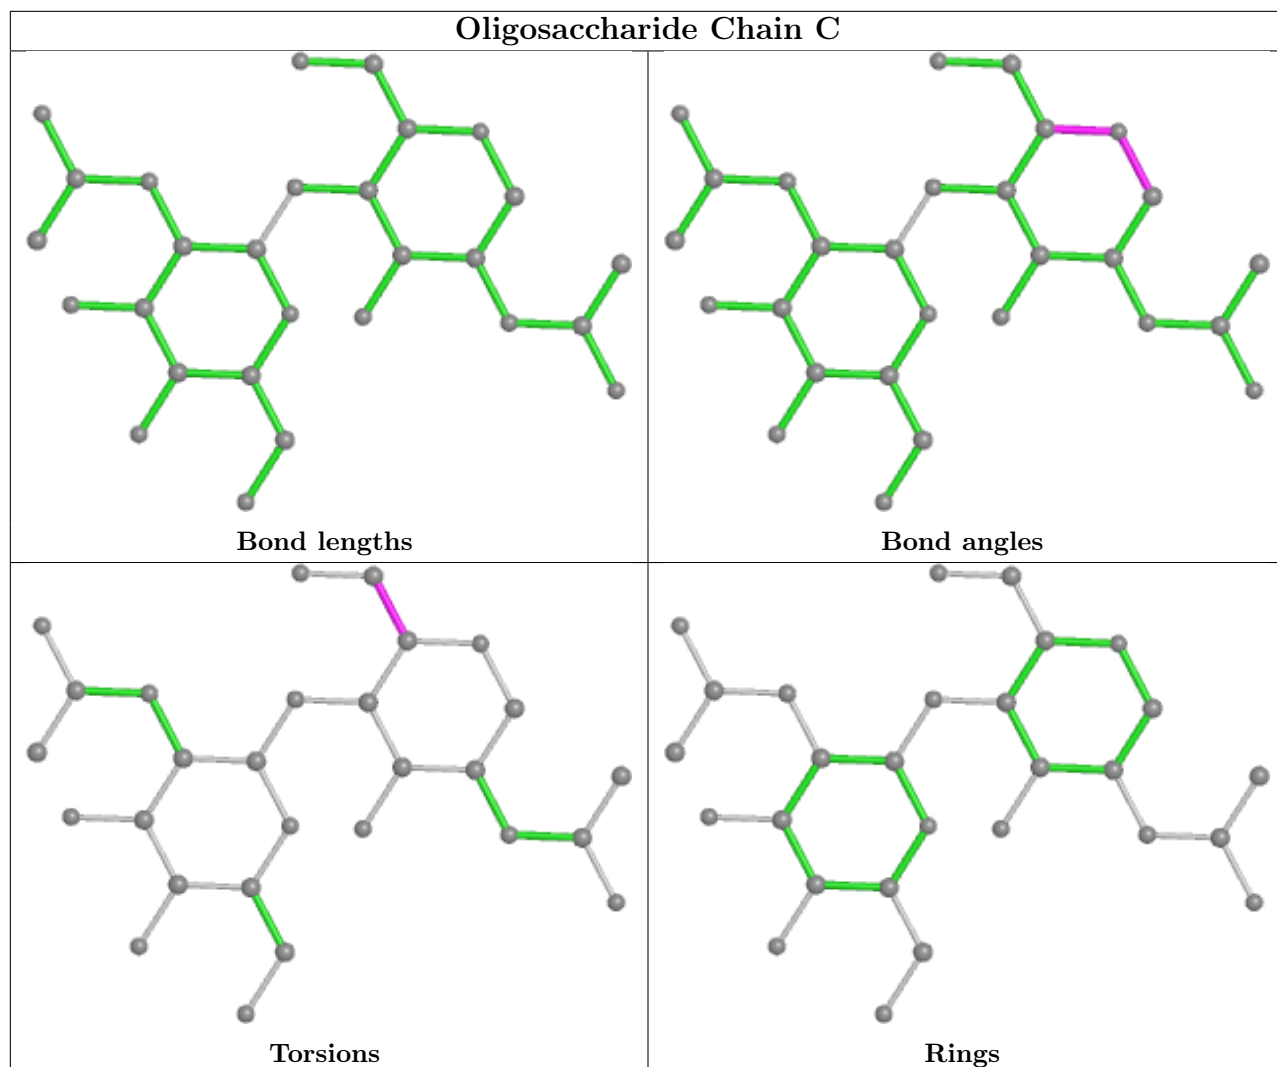 Oligosaccharide Chain C
Bond lengths
Bond angles
Torsions
Rings